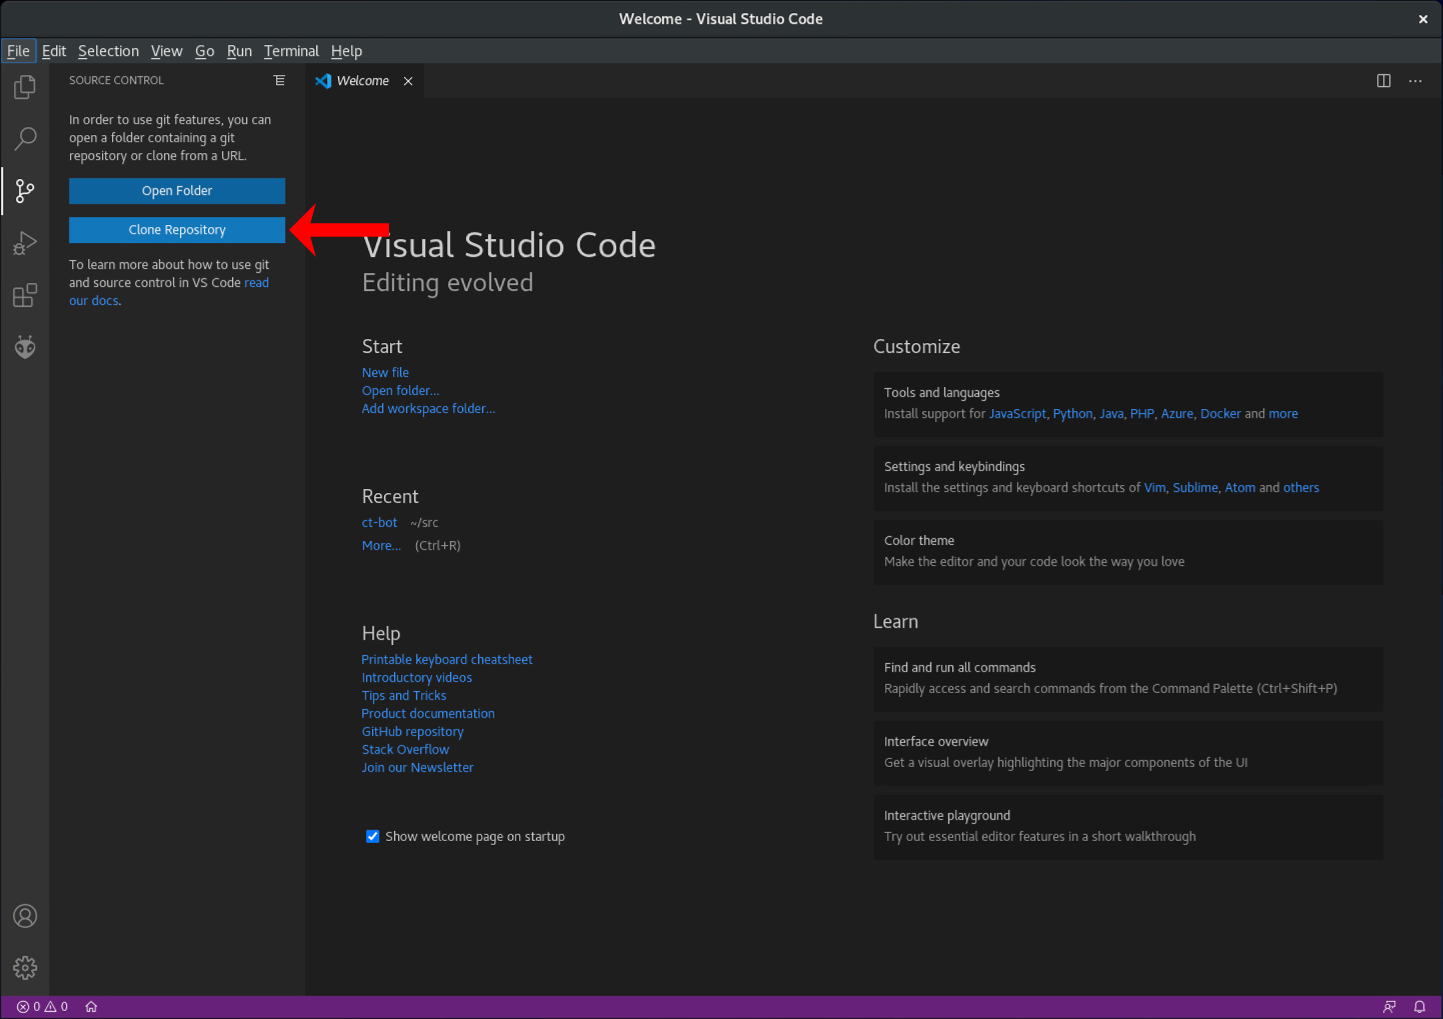 Welcome - Visual Studio Code
File Edit Selection View Go Run Terminal Help
SOURCE CONTROL
Welcome
In order to use git features, you can
open a folder containing a git
repository or clone from a URL.
Open Folder
Clone Repository
To learn more about how to use git
and source control in VS Code read
our docs.
Visual Studio Code
Editing evolved
Start
New file
Open folder...
Add workspace folder...
Recent
ct-bot ~/src
More... (Ctrl+R)
Help
Printable keyboard cheatsheet
Introductory videos
Tips and Tricks
Product documentation
GitHub repository
Stack Overflow
Join our Newsletter
Show welcome page on startup
Customize
Tools and languages
Install support for JavaScript, Python, Java, PHP, Azure, Docker and more
Settings and keybindings
Install the settings and keyboard shortcuts of Vim, Sublime, Atom and others
Color theme
Make the editor and your code look the way you love
Learn
Find and run all commands
Rapidly access and search commands from the Command Palette (Ctrl+Shift+P)
Interface overview
Get a visual overlay highlighting the major components of the UI
Interactive playground
Try out essential editor features in a short walkthrough
0 0